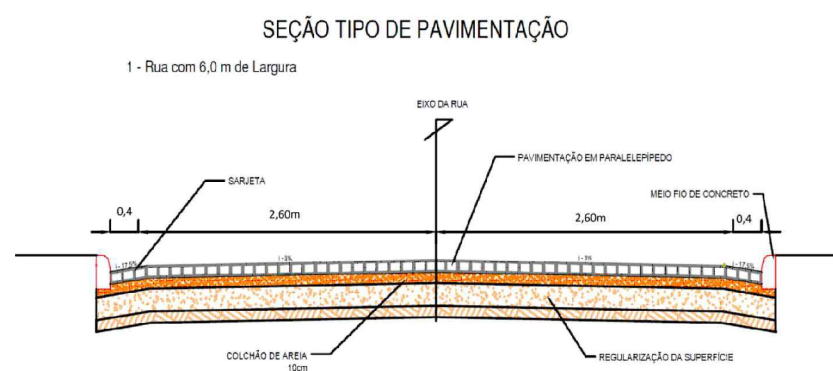 SEÇÃO TIPO DE PAVIMENTAÇÃO
1 - Rua com 6,0 m de Largura
EIXO DA RUA
PAVIMENTAÇÃO EM PARALELEPÍPEDO
SARJETA
MEIO FIO DE CONCRETO
0,4
2,60m
2,60m
0,4
i - 17,5%
i - 3%
i - 3%
i - 17,5%
COLCHÃO DE AREIA
10cm
REGULARIZAÇÃO DA SUPERFÍCIE